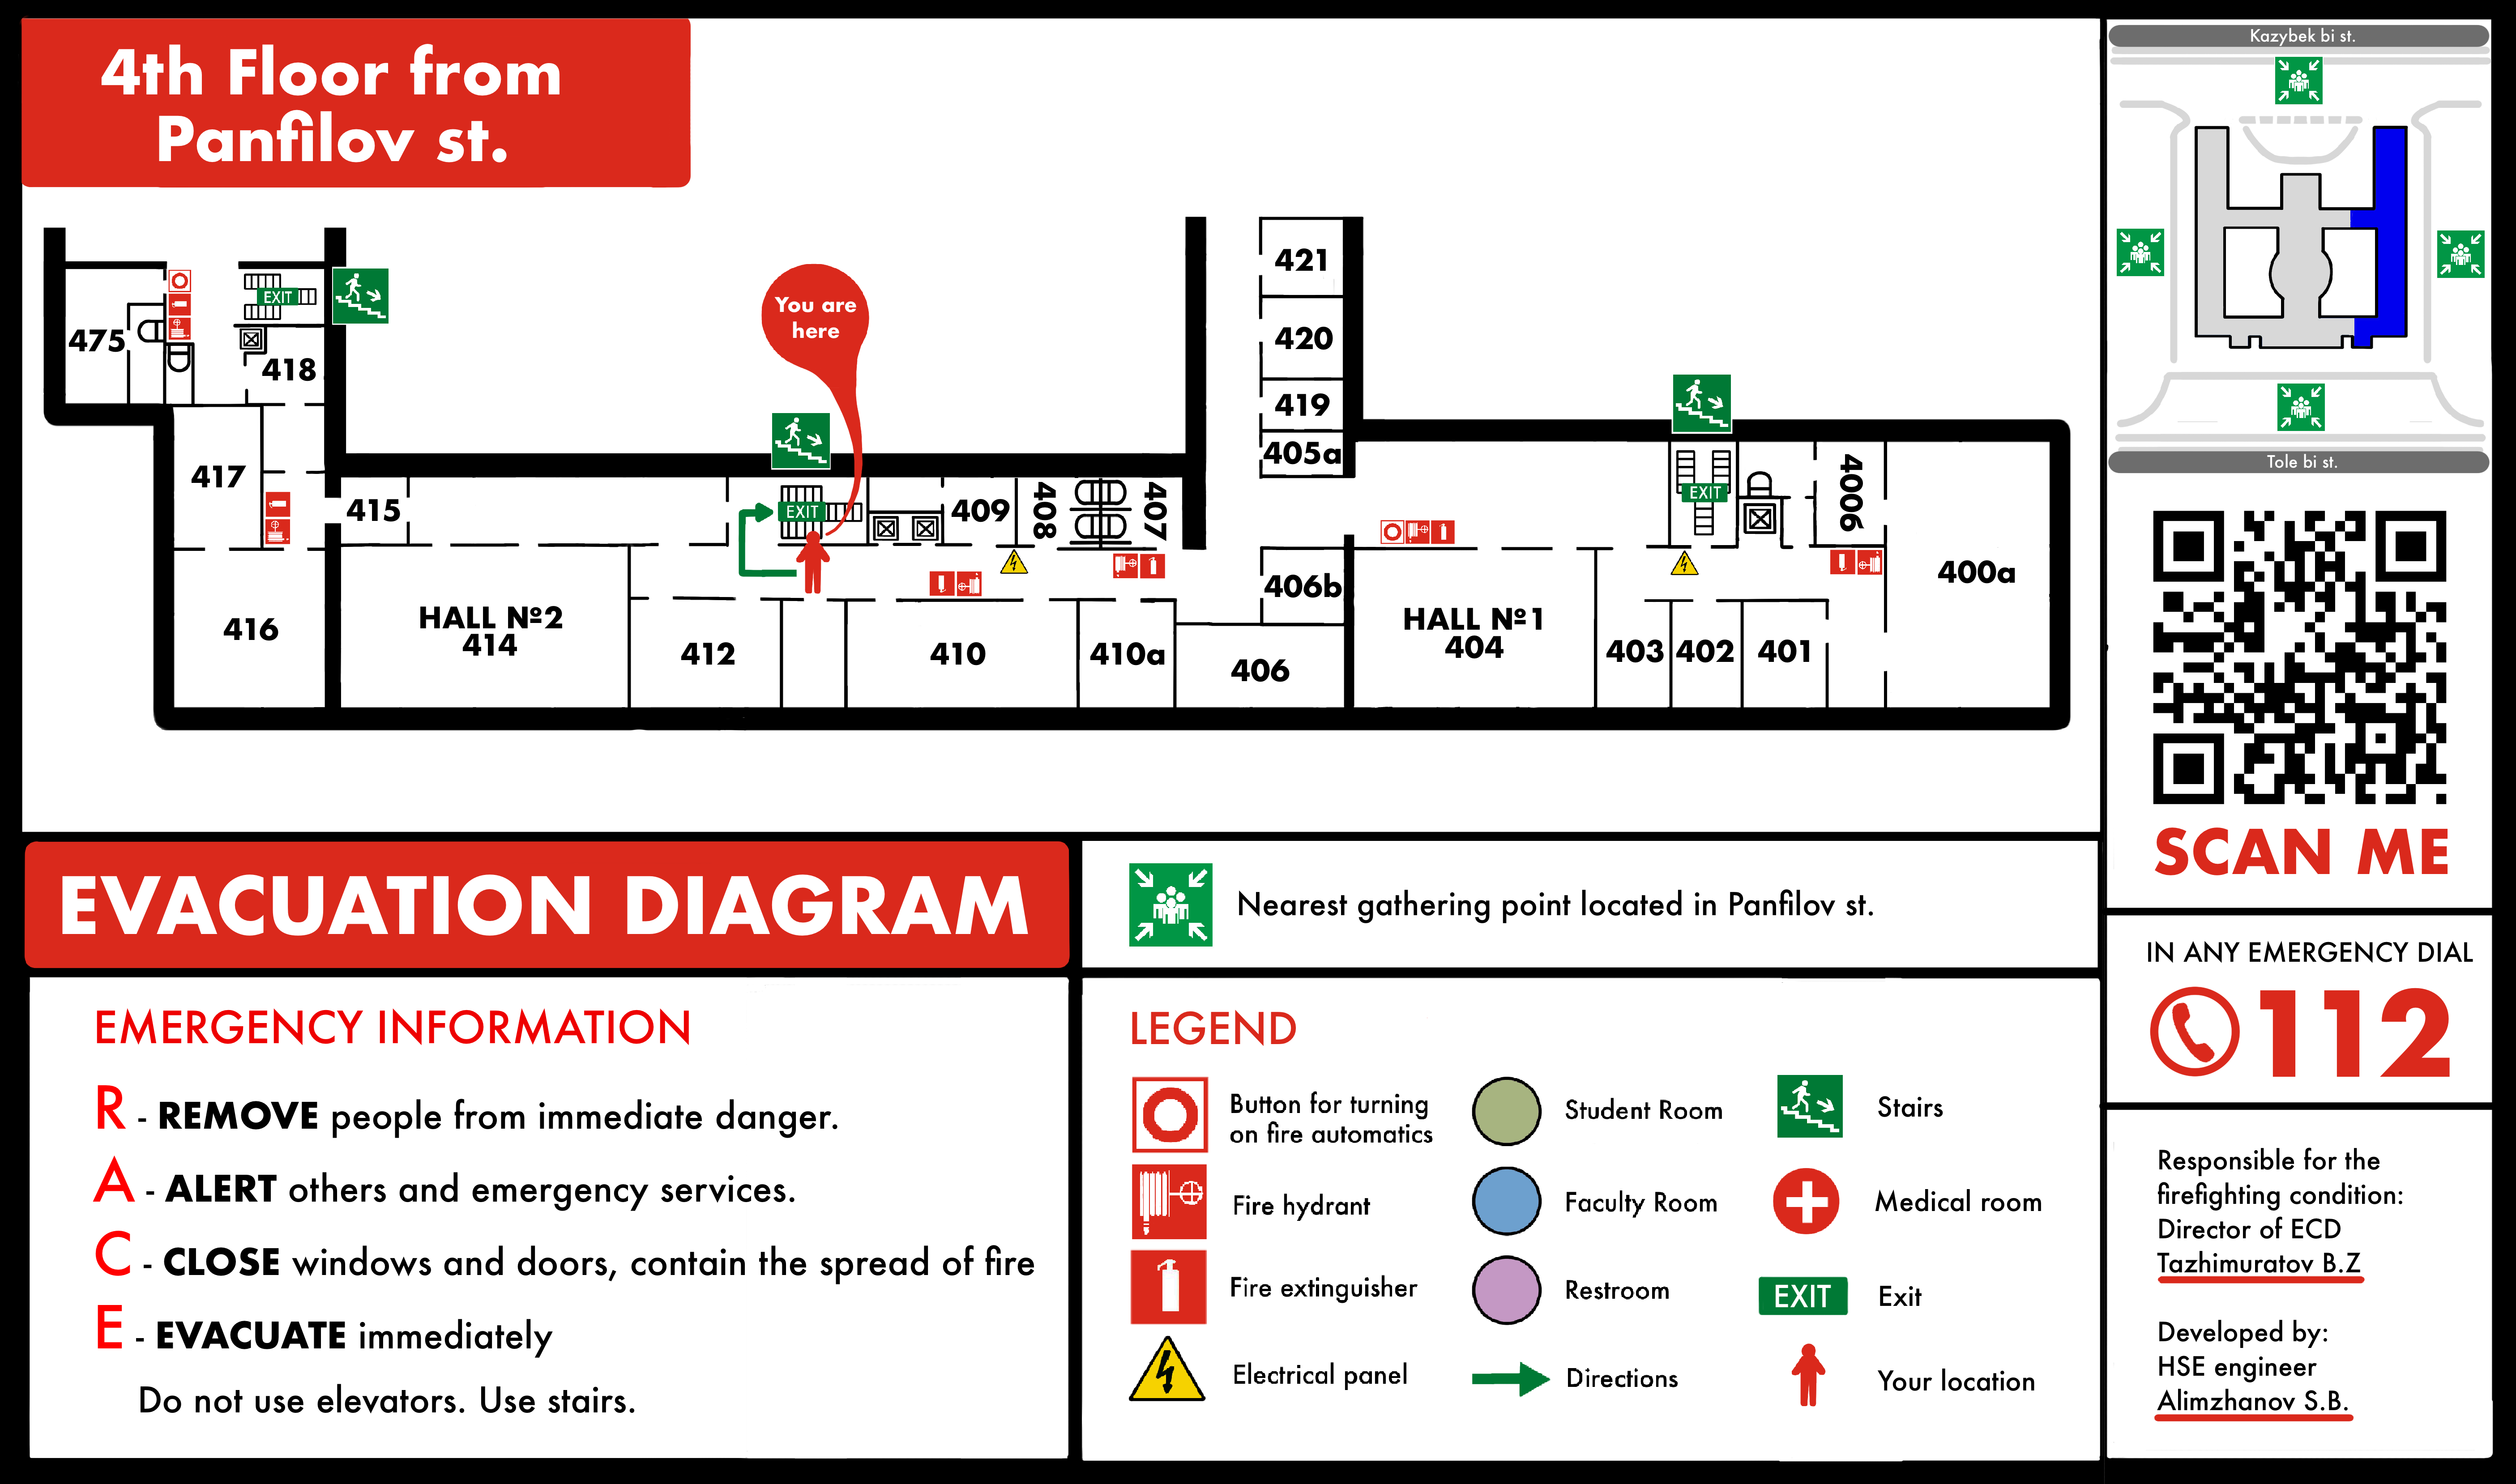 4th Floor from
Panfilov st.
475
EXIT
418
417
415
416
HALL №2
414
You are
here
EXIT
409
408
407
412
410
410a
406
421
420
419
405a
406b
HALL №1
404
EXIT
4006
400a
403
402
401
Kazybek bi st.
Tole bi st.
SCAN ME
EVACUATION DIAGRAM
Nearest gathering point located in Panfilov st.
EMERGENCY INFORMATION
R - REMOVE people from immediate danger.
A - ALERT others and emergency services.
C - CLOSE windows and doors, contain the spread of fire
E - EVACUATE immediately
Do not use elevators. Use stairs.
LEGEND
Button for turning
on fire automatics
Fire hydrant
Fire extinguisher
Electrical panel
Student Room
Faculty Room
Restroom
Directions
Stairs
Medical room
EXIT Exit
Your location
IN ANY EMERGENCY DIAL
112
Responsible for the
firefighting condition:
Director of ECD
Tazhimuratov B.Z
Developed by:
HSE engineer
Alimzhanov S.B.